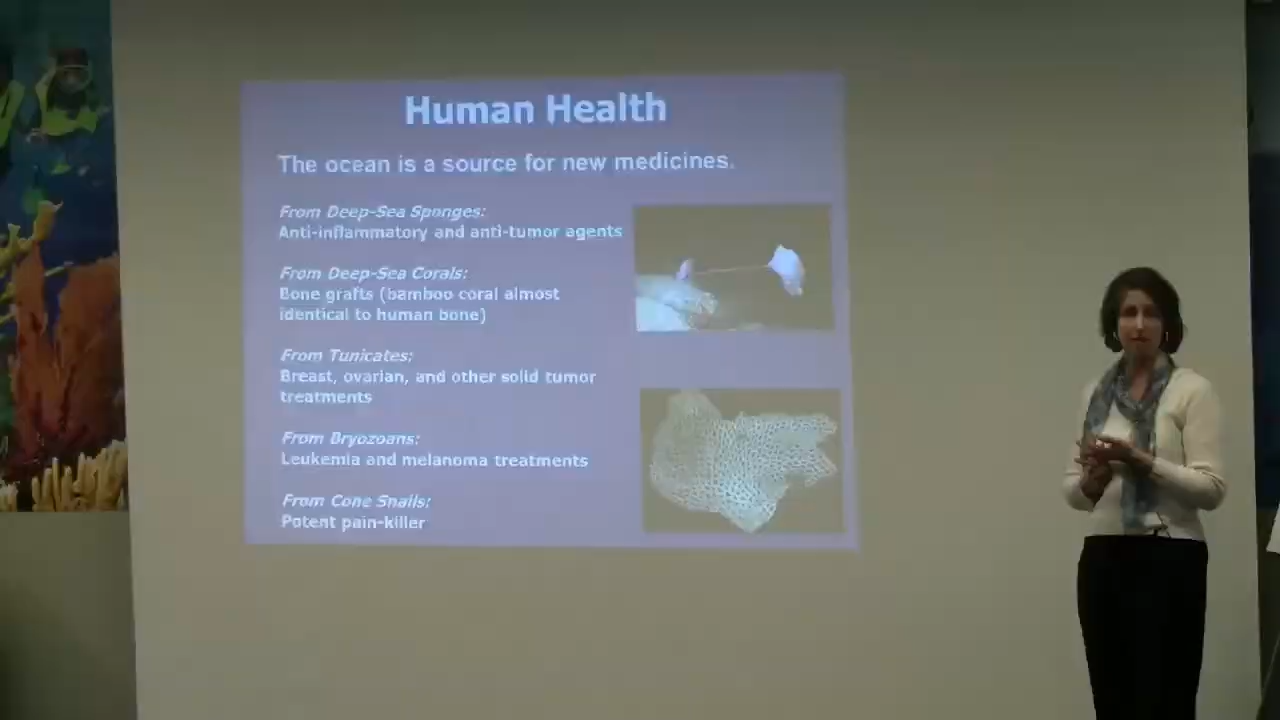 Human Health
The ocean is a source for new medicines.
From Deep-Sea Sponges:
Anti-inflammatory and anti-tumor agents
From Deep-Sea Corals:
Bone grafts (bamboo coral almost
identical to human bone)
From Tunicates:
Breast, ovarian, and other solid tumor
treatments
From Bryozoans:
Leukemia and melanoma treatments
From Cone Snails:
Potent pain-killer